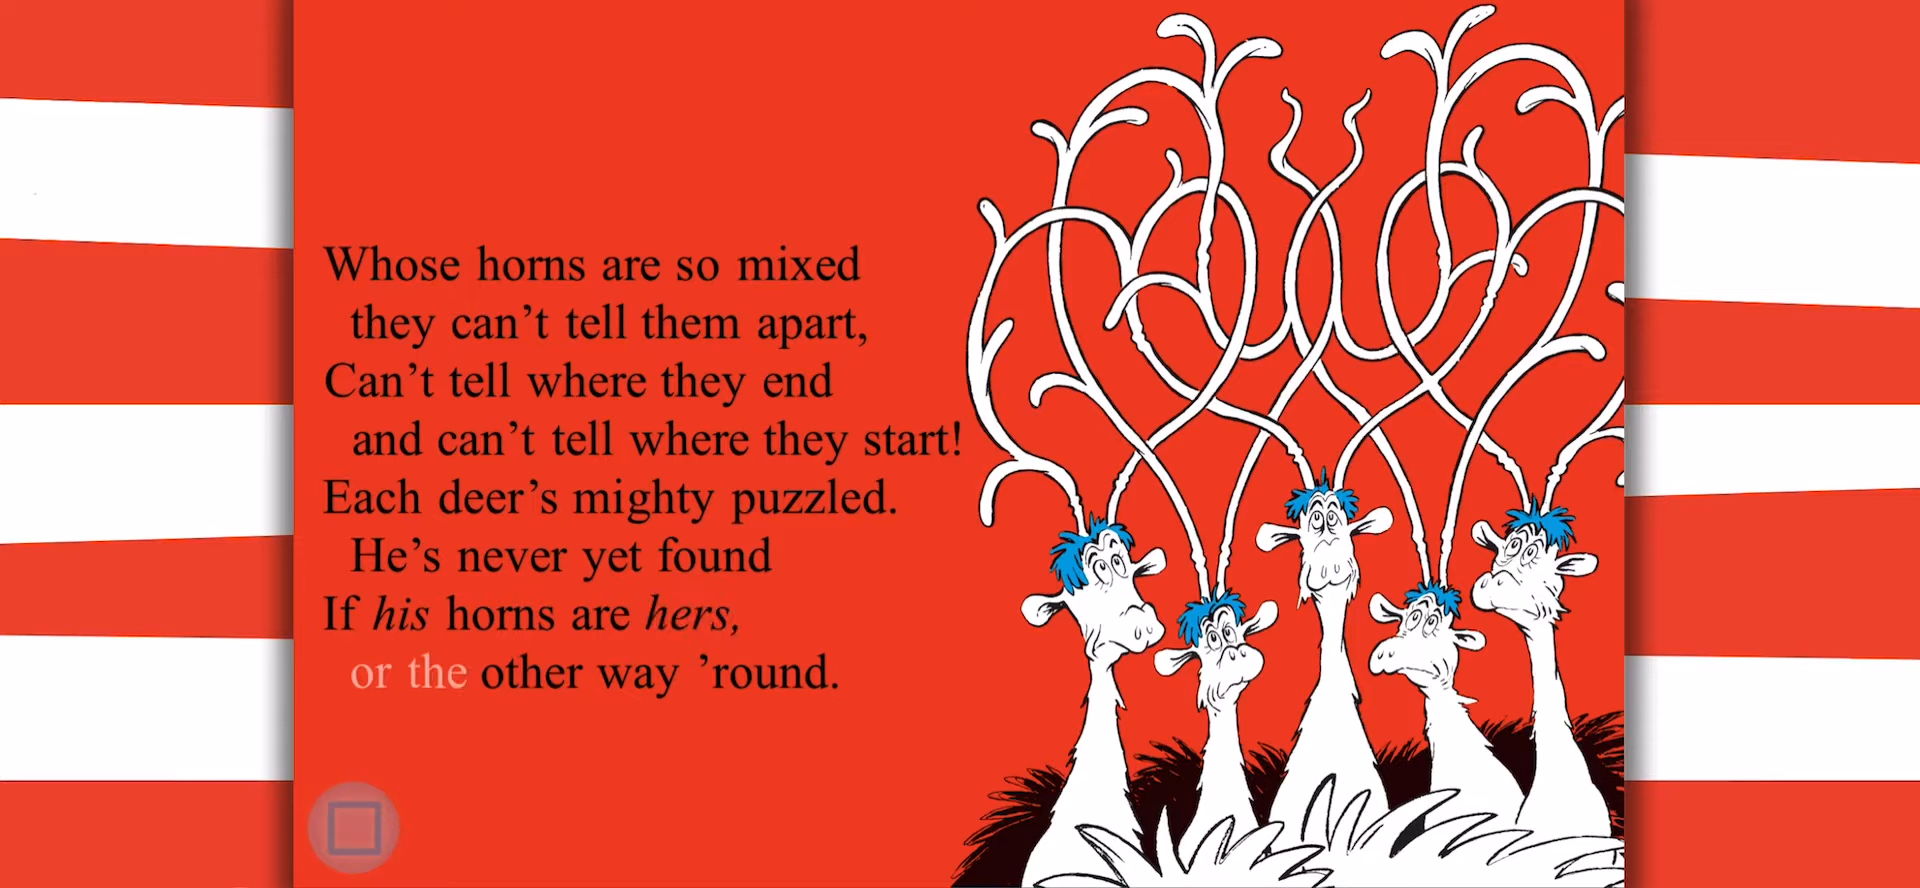 Whose horns are so mixed
they can’t tell them apart,
Can’t tell where they end
and can’t tell where they start!
Each deer’s mighty puzzled.
He’s never yet found
If his horns are hers,
or the other way ’round.